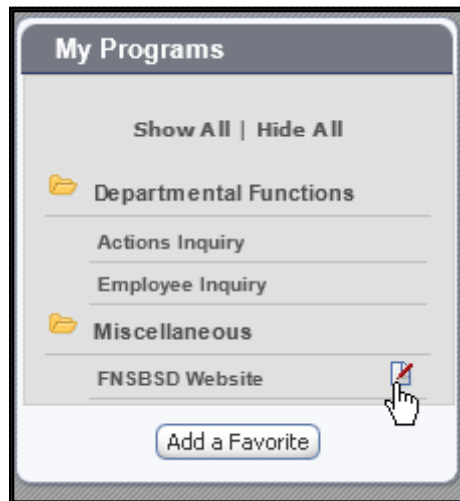 My Programs
Show All | Hide All
Departmental Functions
Actions Inquiry
Employee Inquiry
Miscellaneous
FNSBSD Website
Add a Favorite